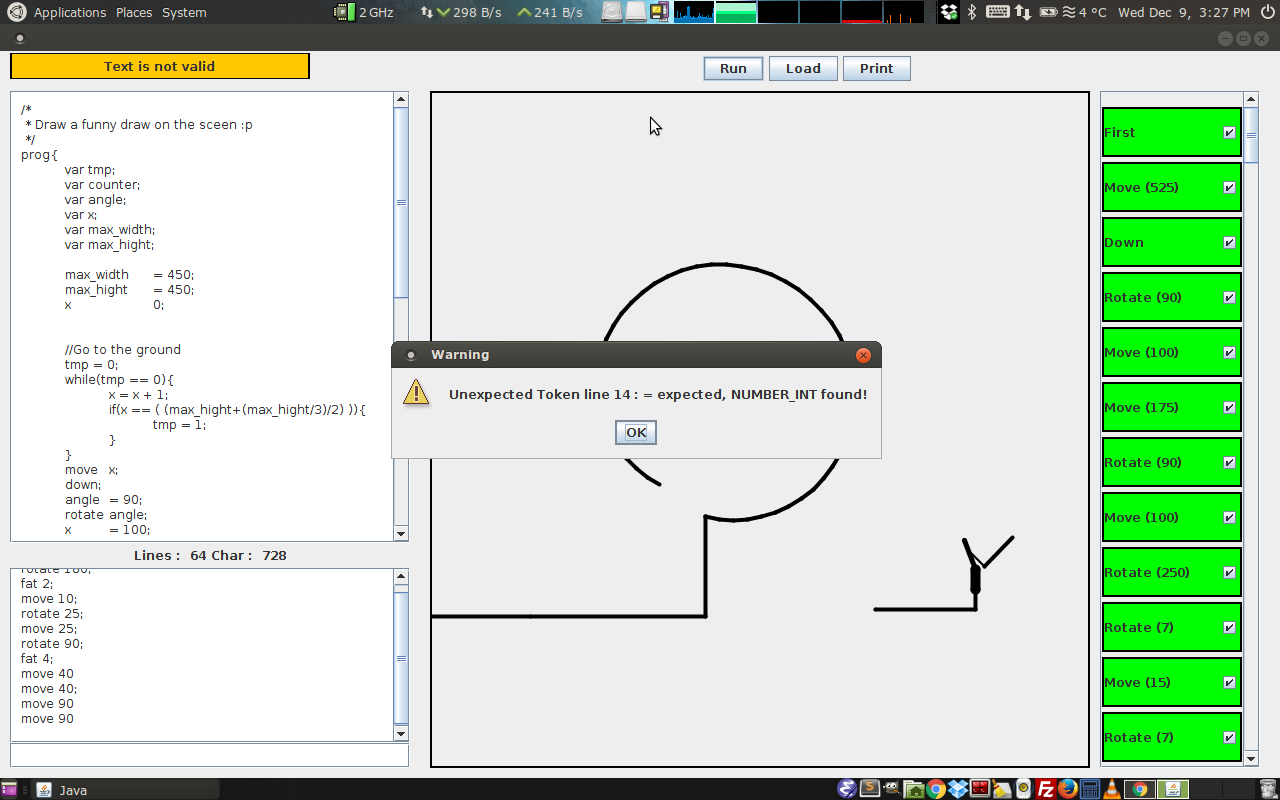 Applications Places System 2 GHz 298 B/s 241 B/s 4 °C Wed Dec 9, 3:27 PM
Text is not valid
Run Load Print
/*
* Draw a funny draw on the sceen :p
*/
prog{
var tmp;
var counter;
var angle;
var x;
var max_width;
var max_hight;
max_width = 450;
max_hight = 450;
x 0;
//Go to the ground
tmp = 0;
while(tmp == 0){
x = x + 1;
if(x == ( (max_hight+(max_hight/3)/2) )){
tmp = 1;
}
}
move x;
down;
angle = 90;
rotate angle;
x = 100;
Lines : 64 Char : 728
rotate 180;
fat 2;
move 10;
rotate 25;
move 25;
rotate 90;
fat 4;
move 40
move 40;
move 90
move 90
Warning
Unexpected Token line 14 : = expected, NUMBER_INT found!
OK
First
Move (525)
Down
Rotate (90)
Move (100)
Move (175)
Rotate (90)
Move (100)
Rotate (250)
Rotate (7)
Move (15)
Rotate (7)
Java